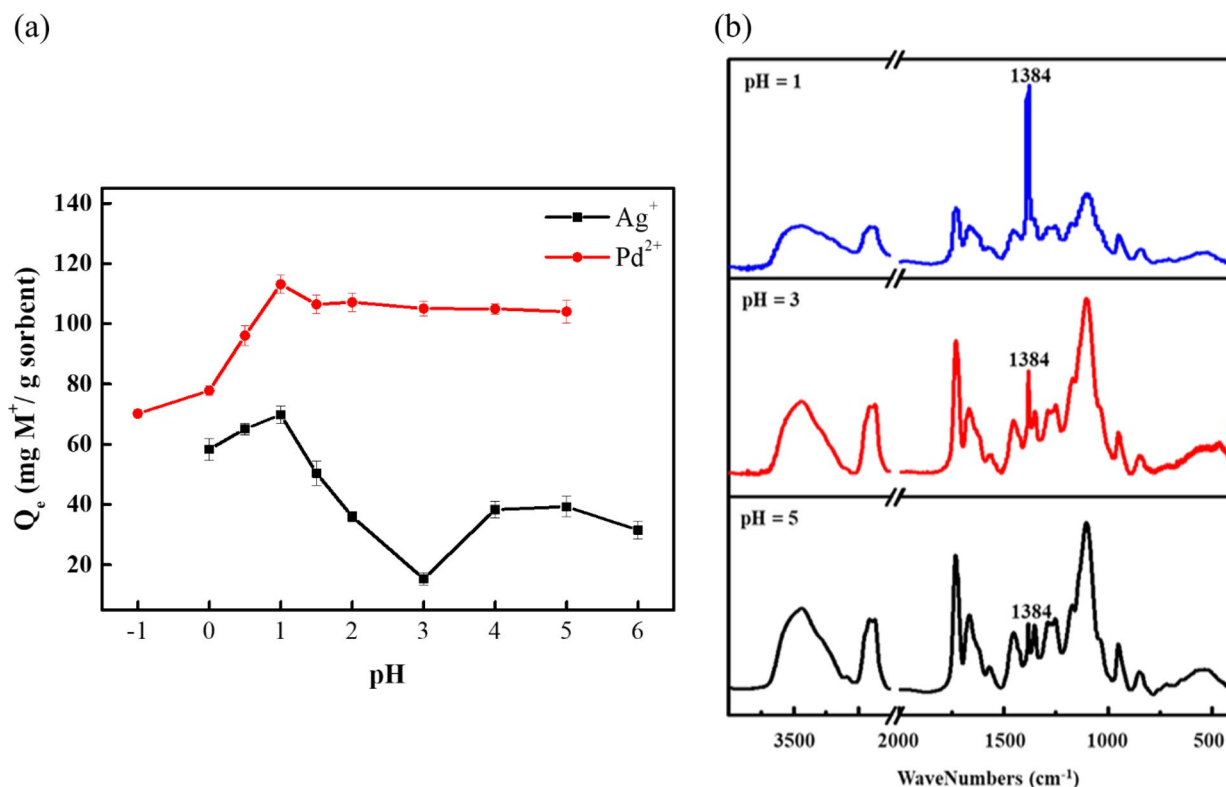 (a)
(b)
140
120
100
80
60
40
20
Qe (mg M⁺/ g sorbent)
Ag⁺
Pd²⁺
-1 0 1 2 3 4 5 6
pH
pH = 1
1384
pH = 3
1384
pH = 5
1384
3500 2000 1500 1000 500
WaveNumbers (cm⁻¹)